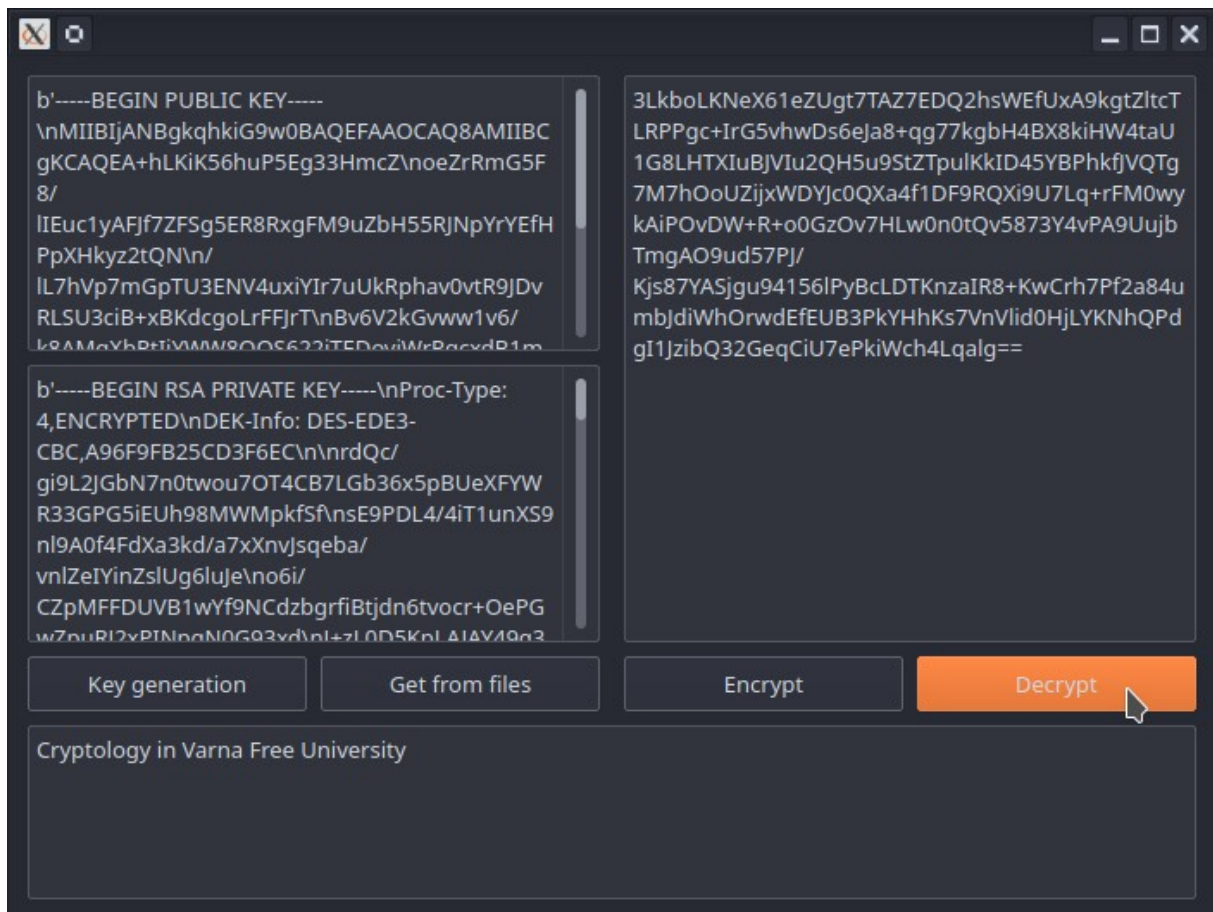 b'-----BEGIN PUBLIC KEY-----
\nMIIBIjANBgkqhkiG9w0BAQEFAAOCAQ8AMIIBC
gKCAQEA+hLKiK56huP5Eg33HmcZ\noeZrRmG5F
8/
lIEuc1yAFJf7ZFSg5ER8RxgFM9uZbH55RJNpYrYEfH
PpXHkyz2tQN\n/
lL7hVp7mGpTU3ENV4uxiYIr7uUkRphav0vtR9JDv
RLSU3ciB+xBKdcgoLrFFJrT\nBv6V2kGvww1v6/
b'-----BEGIN RSA PRIVATE KEY-----\nProc-Type:
4,ENCRYPTED\nDEK-Info: DES-EDE3-
CBC,A96F9FB25CD3F6EC\n\nrdQc/
gi9L2JGbN7n0twou7OT4CB7LGb36x5pBUeXFYW
R33GPG5iEUh98MWMpkfSf\nsE9PDL4/4iT1unXS9
nl9A0f4FdXa3kd/a7xXnvJsqeba/
vnlZeIYinZslUg6luJe\no6i/
CZpMFFDUVB1wYf9NCdzbgrfiBtjdn6tvocr+OePG
3LkboLKNeX61eZUgt7TAZ7EDQ2hsWEfUxA9kgtZltcT
LRPPgc+IrG5vhwDs6eJa8+qg77kgbH4BX8kiHW4taU
1G8LHTXIuBJVIu2QH5u9StZTpulKkID45YBPhkfJVQTg
7M7hOoUZijxWDYJc0QXa4f1DF9RQXi9U7Lq+rFM0wy
kAiPOvDW+R+o0GzOv7HLw0n0tQv5873Y4vPA9Uujb
TmgAO9ud57PJ/
Kjs87YASjgu94156lPyBcLDTKnzaIR8+KwCrh7Pf2a84u
mbJdiWhOrwdEfEUB3PkYHhKs7VnVlid0HjLYKNhQPd
gI1JzibQ32GeqCiU7ePkiWch4Lqalg==
Key generation
Get from files
Encrypt
Decrypt
Cryptology in Varna Free University